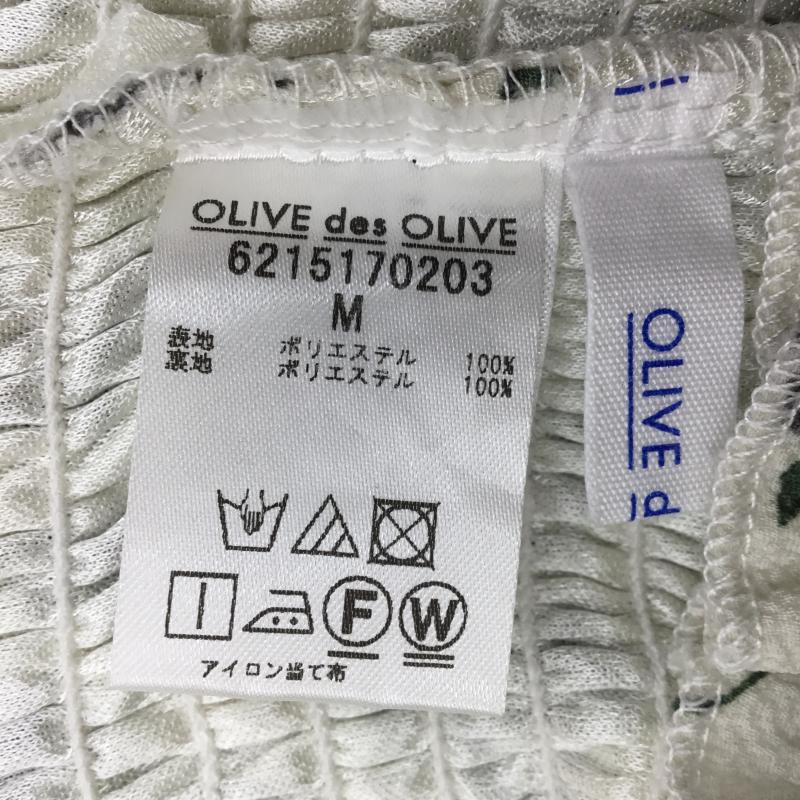 OLIVE des OLIVE
6215170203
M
表地 ポリエステル 100%
裏地 ポリエステル 100%
F W
アイロン当て布
OLIVE d